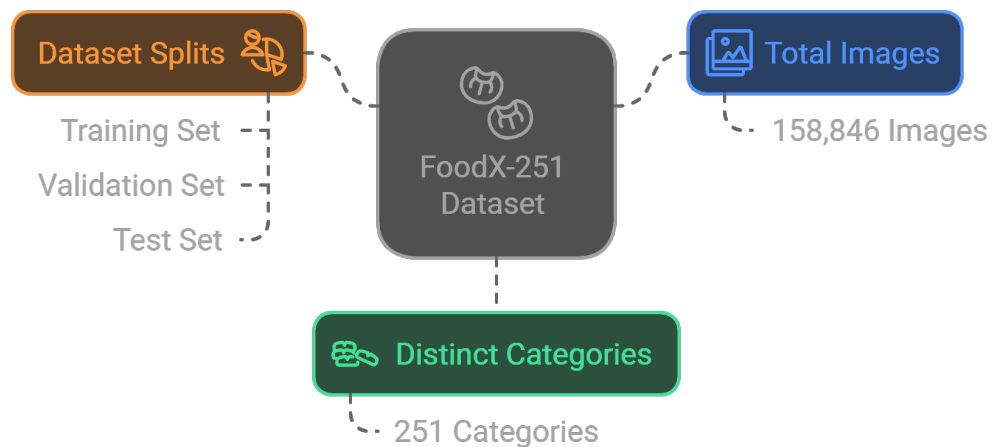 Dataset Splits
Training Set
Validation Set
Test Set
FoodX-251
Dataset
Total Images
158,846 Images
Distinct Categories
251 Categories